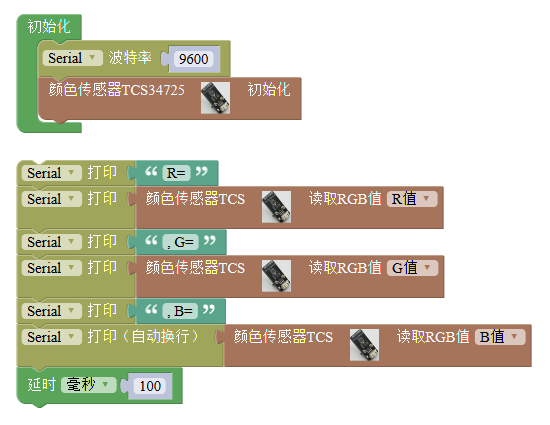 初始化
Serial 波特率 9600
颜色传感器TCS34725 初始化
Serial 打印 “ R= ”
Serial 打印 颜色传感器TCS 读取RGB值 R值
Serial 打印 “ , G= ”
Serial 打印 颜色传感器TCS 读取RGB值 G值
Serial 打印 “ , B= ”
Serial 打印（自动换行） 颜色传感器TCS 读取RGB值 B值
延时 毫秒 100